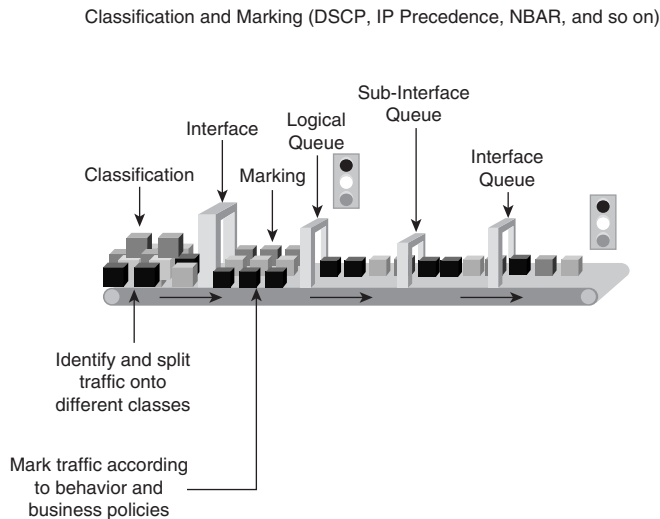 Classification and Marking (DSCP, IP Precedence, NBAR, and so on)
Sub-Interface
Queue
Logical
Queue
Interface
Interface
Queue
Classification
Marking
Identify and split
traffic onto
different classes
Mark traffic according
to behavior and
business policies